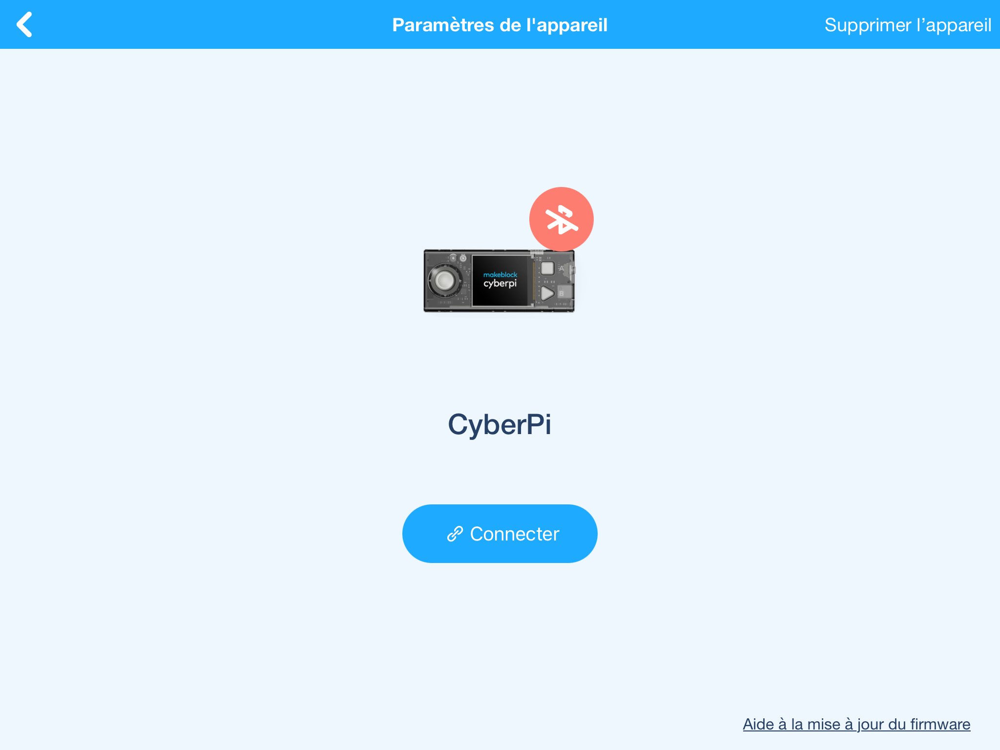 Paramètres de l'appareil
Supprimer l’appareil
makeblock
cyberpi
A
B
CyberPi
Connecter
Aide à la mise à jour du firmware